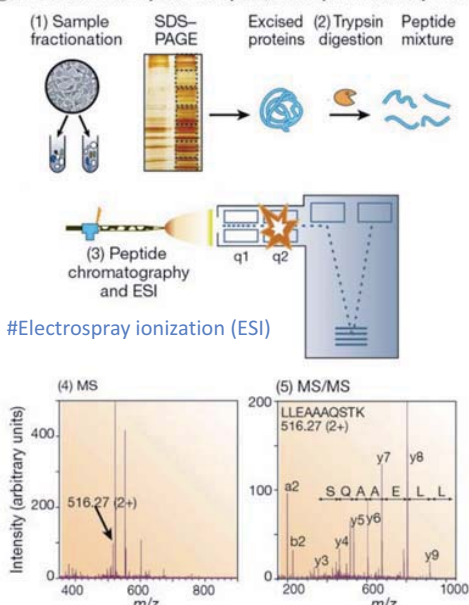 (1) Sample
fractionation
SDS–
PAGE
Excised
proteins
(2) Trypsin
digestion
Peptide
mixture
(3) Peptide
chromatography
and ESI
q1
q2
#Electrospray ionization (ESI)
(4) MS
Intensity (arbitrary units)
400
200
0
516.27 (2+)
400
600
800
m/z
(5) MS/MS
200
100
0
LLEAAAQSTK
516.27 (2+)
a2
b2
y3
y4
y5
y6
y7
y8
y9
S Q A A E L L
200
600
1000
m/z